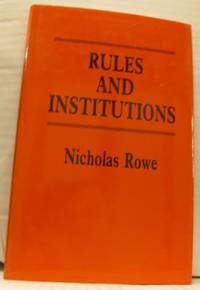 RULES
AND
INSTITUTIONS
Nicholas Rowe